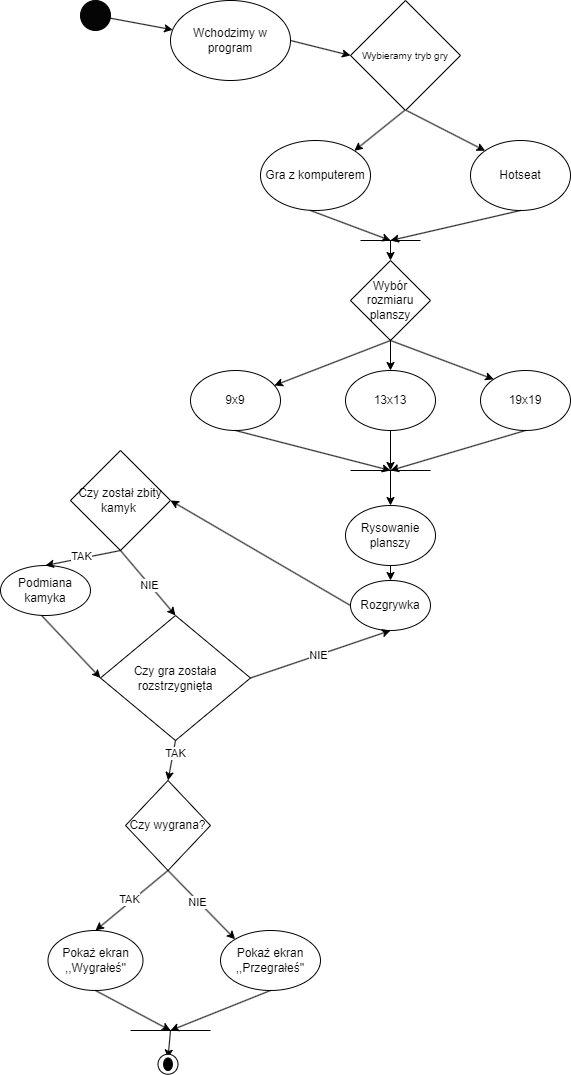 Wchodzimy w
program
Wybieramy tryb gry
Gra z komputerem
Hotseat
Wybór
rozmiaru
planszy
9x9
13x13
19x19
Czy został zbity
kamyk
Rysowanie
planszy
TAK
NIE
Podmiana
kamyka
Rozgrywka
Czy gra została
rozstrzygnięta
NIE
TAK
Czy wygrana?
TAK
NIE
Pokaż ekran
,,Wygrałeś"
Pokaż ekran
,,Przegrałeś"